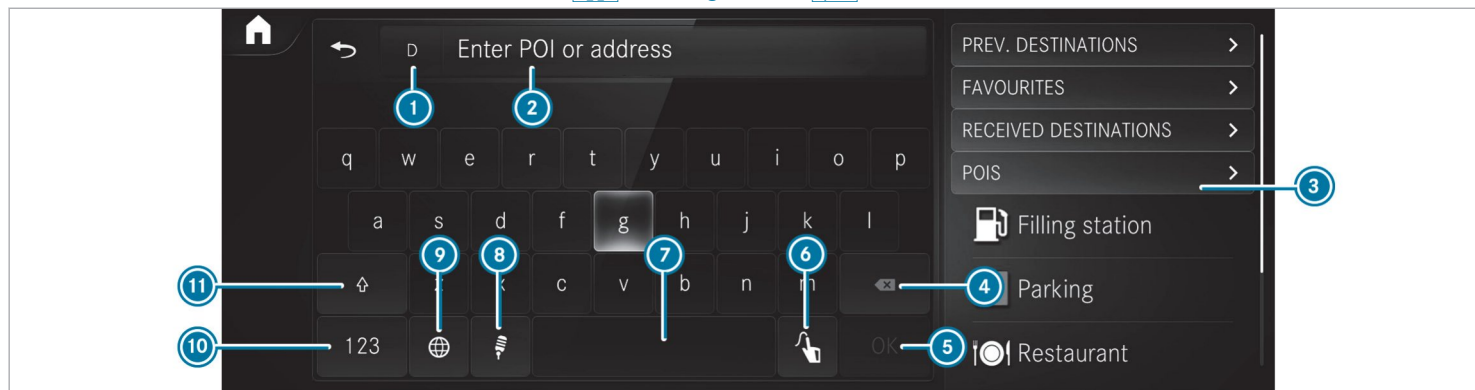 D Enter POI or address
1 2
q w e r t y u i o p
a s d f g h j k l
9 8 7 6
11 z x c v b n m
10 123 OK
PREV. DESTINATIONS
FAVOURITES
RECEIVED DESTINATIONS
POIS
3
Filling station
4 Parking
5 Restaurant